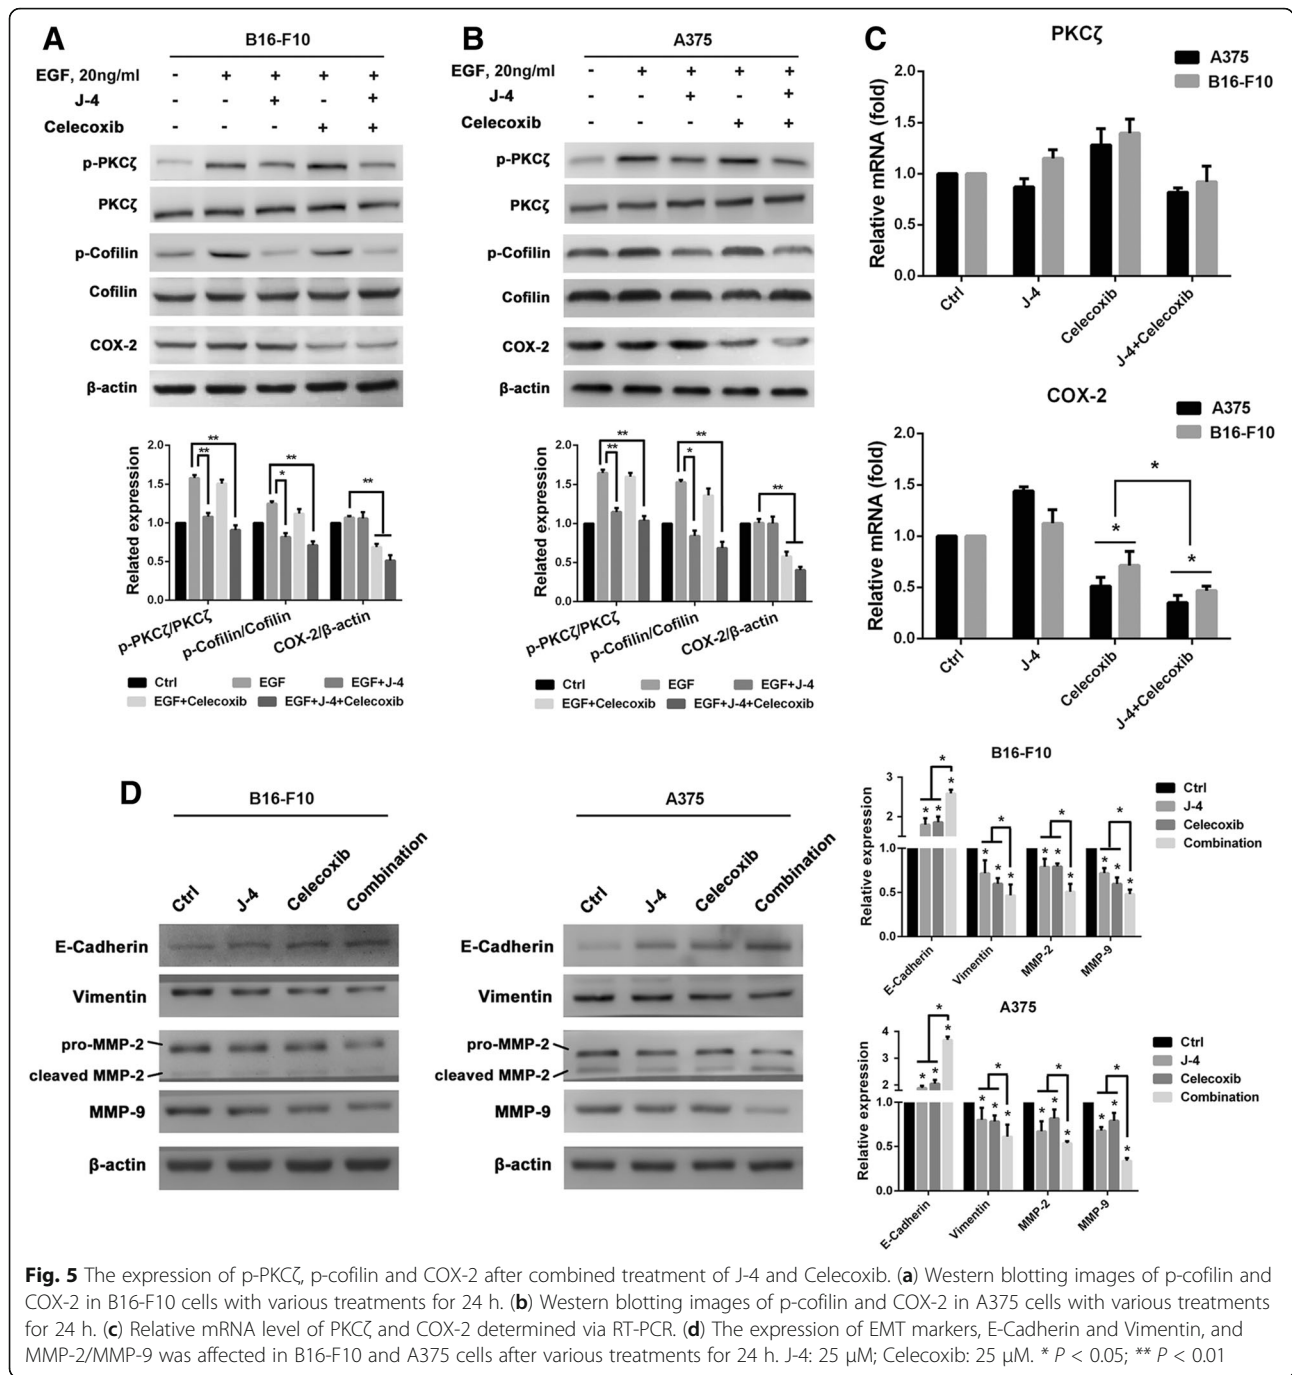 A
B16-F10
EGF, 20ng/ml - + + + +
J-4 - - + - +
Celecoxib - - - + +
p-PKCζ
PKCζ
p-Cofilin
Cofilin
COX-2
β-actin
Related expression
2.0
1.5
1.0
0.5
0.0
** ** * ** **
p-PKCζ/PKCζ
p-Cofilin/Cofilin
COX-2/β-actin
Ctrl EGF EGF+J-4
EGF+Celecoxib EGF+J-4+Celecoxib
B
A375
EGF, 20ng/ml - + + + +
J-4 - - + - +
Celecoxib - - - + +
p-PKCζ
PKCζ
p-Cofilin
Cofilin
COX-2
β-actin
Related expression
2.0
1.5
1.0
0.5
0.0
** ** * ** **
p-PKCζ/PKCζ
p-Cofilin/Cofilin
COX-2/β-actin
Ctrl EGF EGF+J-4
EGF+Celecoxib EGF+J-4+Celecoxib
C
PKCζ
A375
B16-F10
Relative mRNA (fold)
2.0
1.5
1.0
0.5
0.0
Ctrl
J-4
Celecoxib
J-4+Celecoxib
COX-2
A375
B16-F10
Relative mRNA (fold)
2.0
1.5
1.0
0.5
0.0
* * *
Ctrl
J-4
Celecoxib
J-4+Celecoxib
D
B16-F10
Ctrl
J-4
Celecoxib
Combination
E-Cadherin
Vimentin
pro-MMP-2
cleaved MMP-2
MMP-9
β-actin
A375
Ctrl
J-4
Celecoxib
Combination
E-Cadherin
Vimentin
pro-MMP-2
cleaved MMP-2
MMP-9
β-actin
B16-F10
Relative expression
3
2
1.0
0.5
0.0
* * * * * * * * * * * * * * * *
E-Cadherin
Vimentin
MMP-2
MMP-9
Ctrl
J-4
Celecoxib
Combination
A375
Relative expression
4
3
2
1.0
0.5
0.0
* * * * * * * * * * * * * * * *
E-Cadherin
Vimentin
MMP-2
MMP-9
Ctrl
J-4
Celecoxib
Combination
Fig. 5 The expression of p-PKCζ, p-cofilin and COX-2 after combined treatment of J-4 and Celecoxib. (a) Western blotting images of p-cofilin and
COX-2 in B16-F10 cells with various treatments for 24 h. (b) Western blotting images of p-cofilin and COX-2 in A375 cells with various treatments
for 24 h. (c) Relative mRNA level of PKCζ and COX-2 determined via RT-PCR. (d) The expression of EMT markers, E-Cadherin and Vimentin, and
MMP-2/MMP-9 was affected in B16-F10 and A375 cells after various treatments for 24 h. J-4: 25 μM; Celecoxib: 25 μM. * P < 0.05; ** P < 0.01